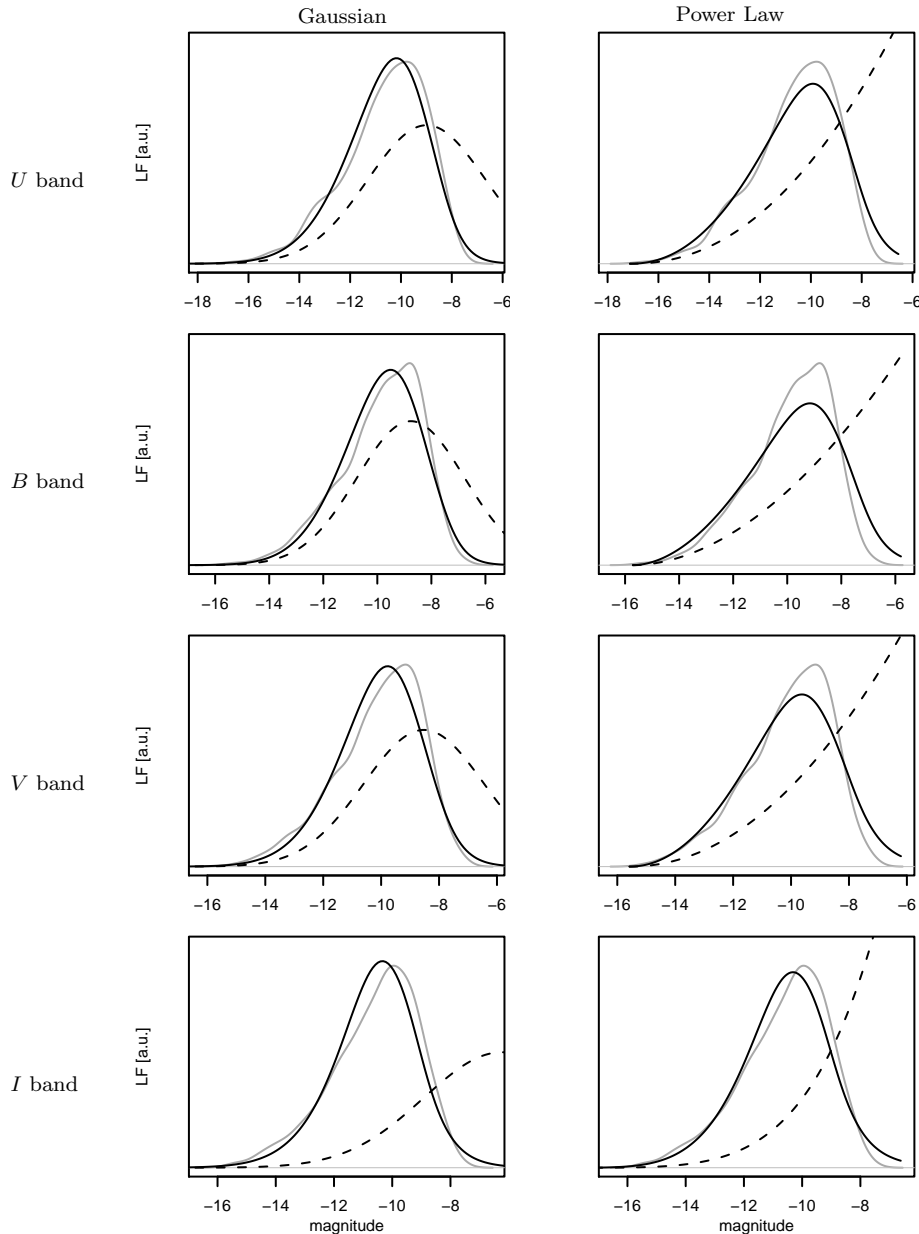 Gaussian Power Law
U band
LF [a.u.]
−18 −16 −14 −12 −10 −8 −6
−18 −16 −14 −12 −10 −8 −6
B band
LF [a.u.]
−16 −14 −12 −10 −8 −6
−16 −14 −12 −10 −8 −6
V band
LF [a.u.]
−16 −14 −12 −10 −8 −6
−16 −14 −12 −10 −8 −6
I band
LF [a.u.]
−16 −14 −12 −10 −8
−16 −14 −12 −10 −8
magnitude magnitude